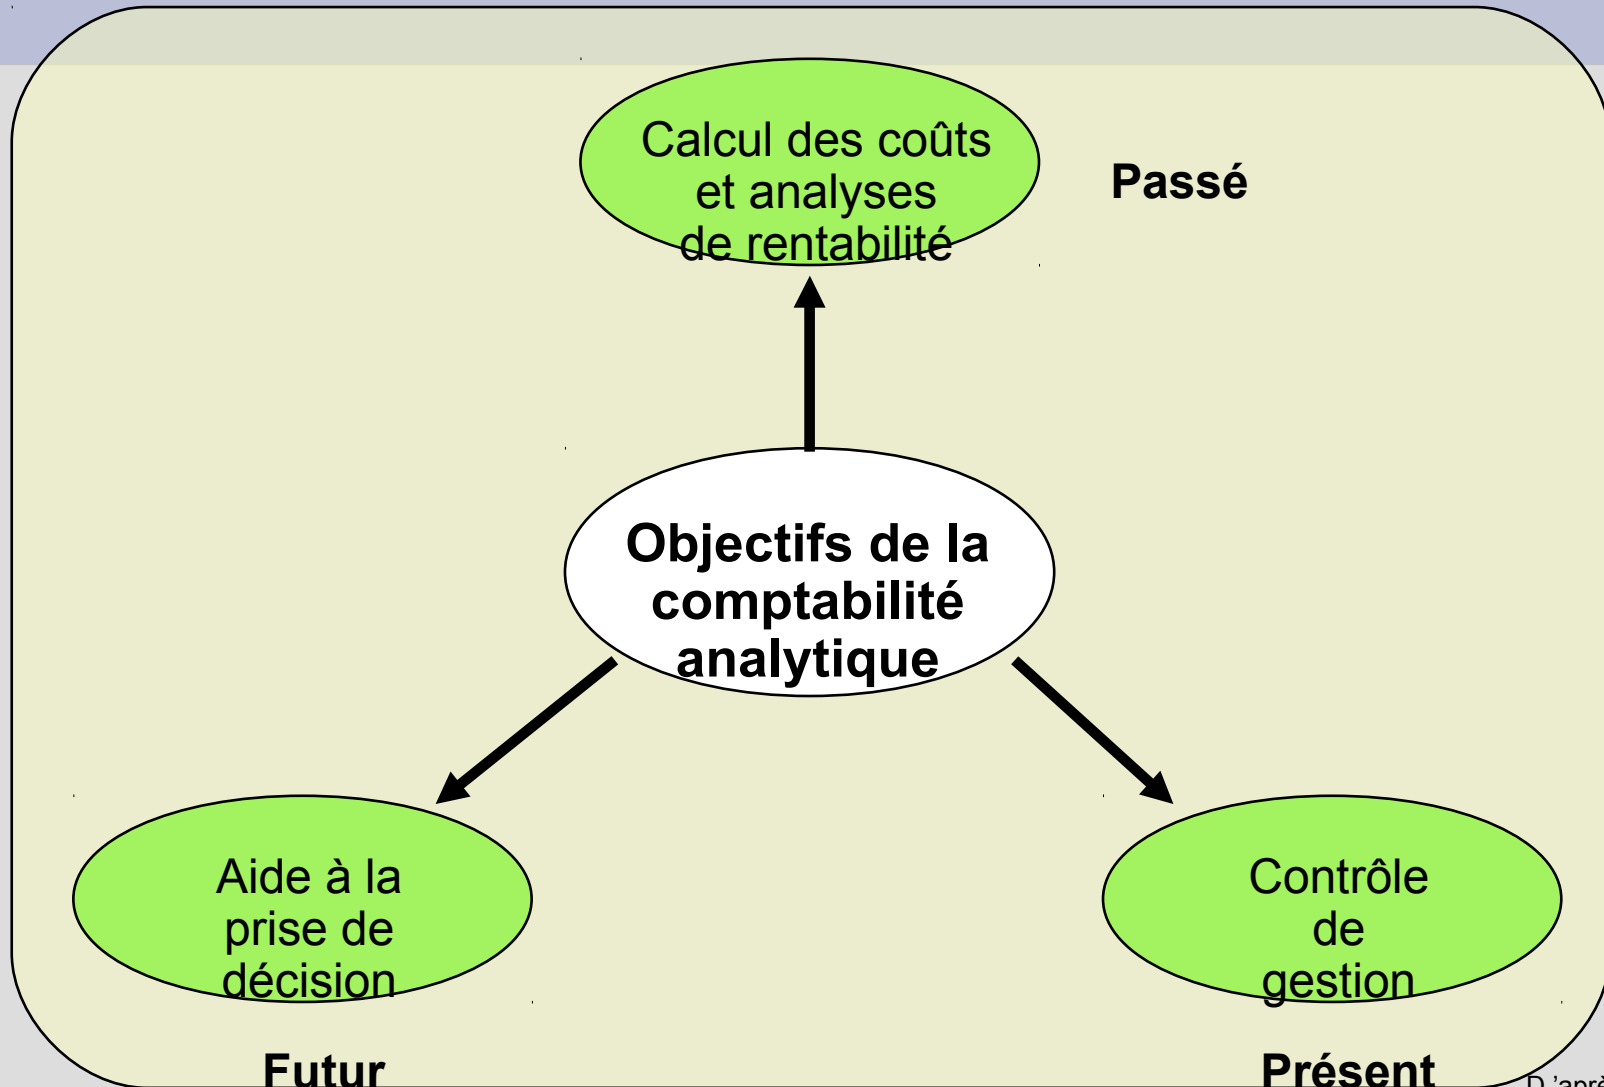 Calcul des coûts
et analyses
de rentabilité
Passé
Objectifs de la
comptabilité
analytique
Aide à la
prise de
décision
Contrôle
de
gestion
Futur
Présent
D ’aprè